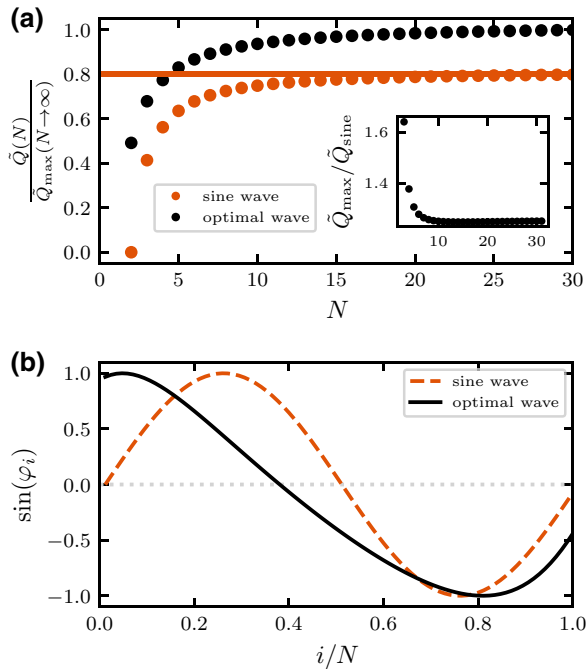 (a)
Q̃(N)
Q̃max(N→∞)
1.0
0.8
0.6
0.4
0.2
0.0
0
5
10
15
20
25
30
N
sine wave
optimal wave
Q̃max/Q̃sine
1.6
1.4
10
20
30
(b)
sin(φi)
1.0
0.5
0.0
−0.5
−1.0
0.0
0.2
0.4
0.6
0.8
1.0
i/N
sine wave
optimal wave